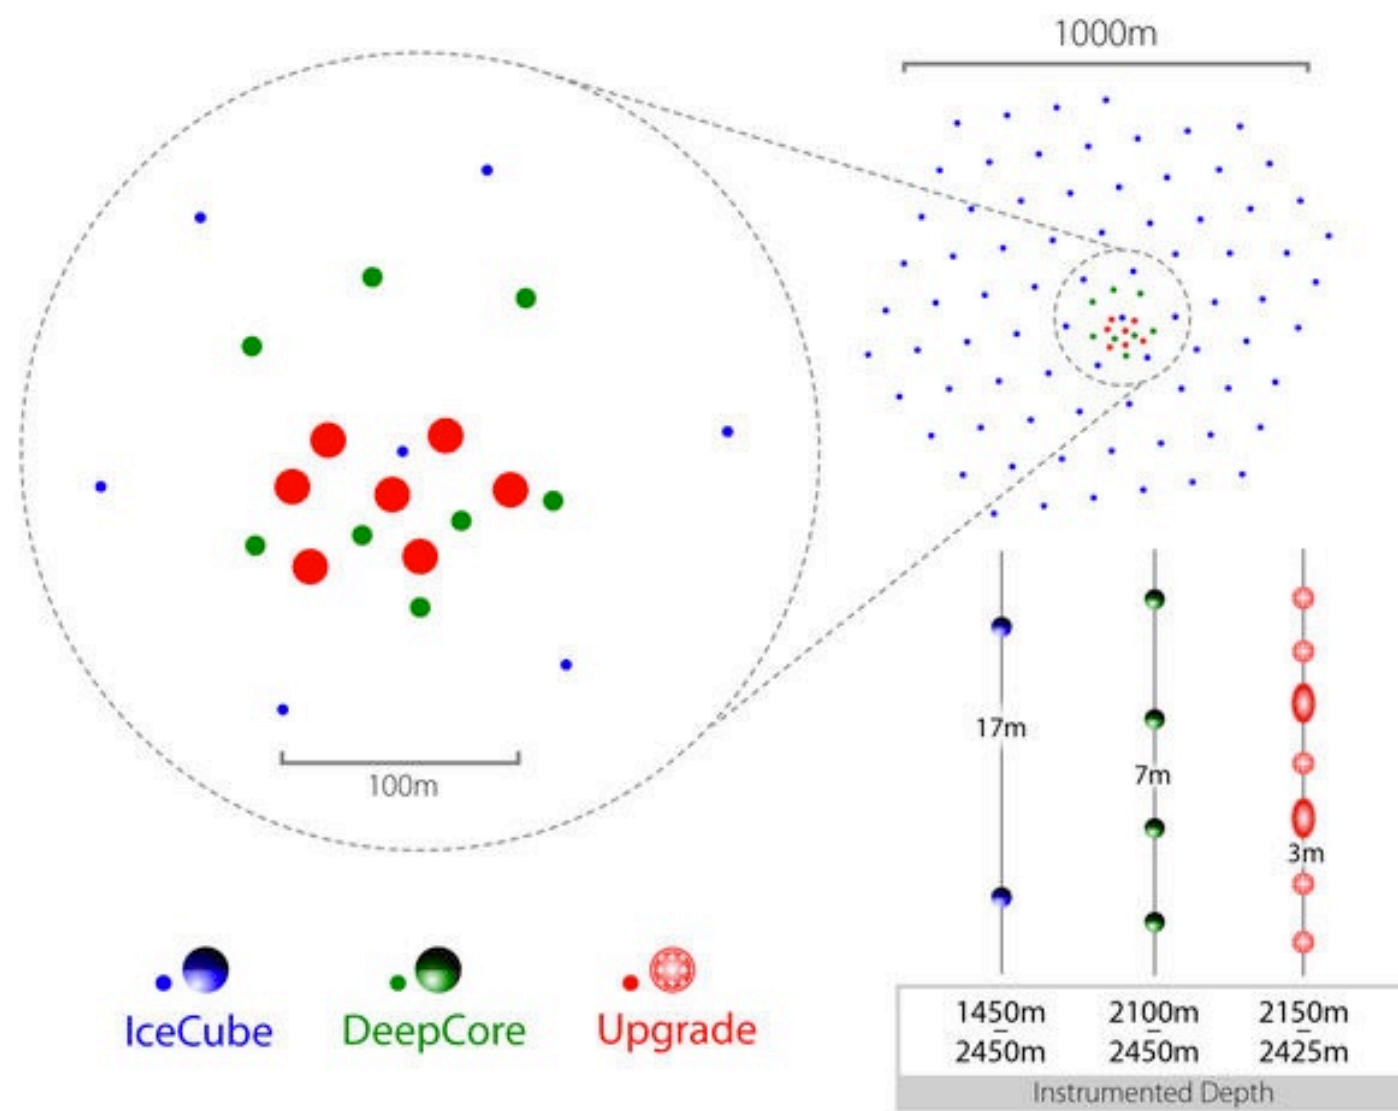 1000m
100m
17m
7m
3m
IceCube
DeepCore
Upgrade
1450m
–
2450m
2100m
–
2450m
2150m
–
2425m
Instrumented Depth